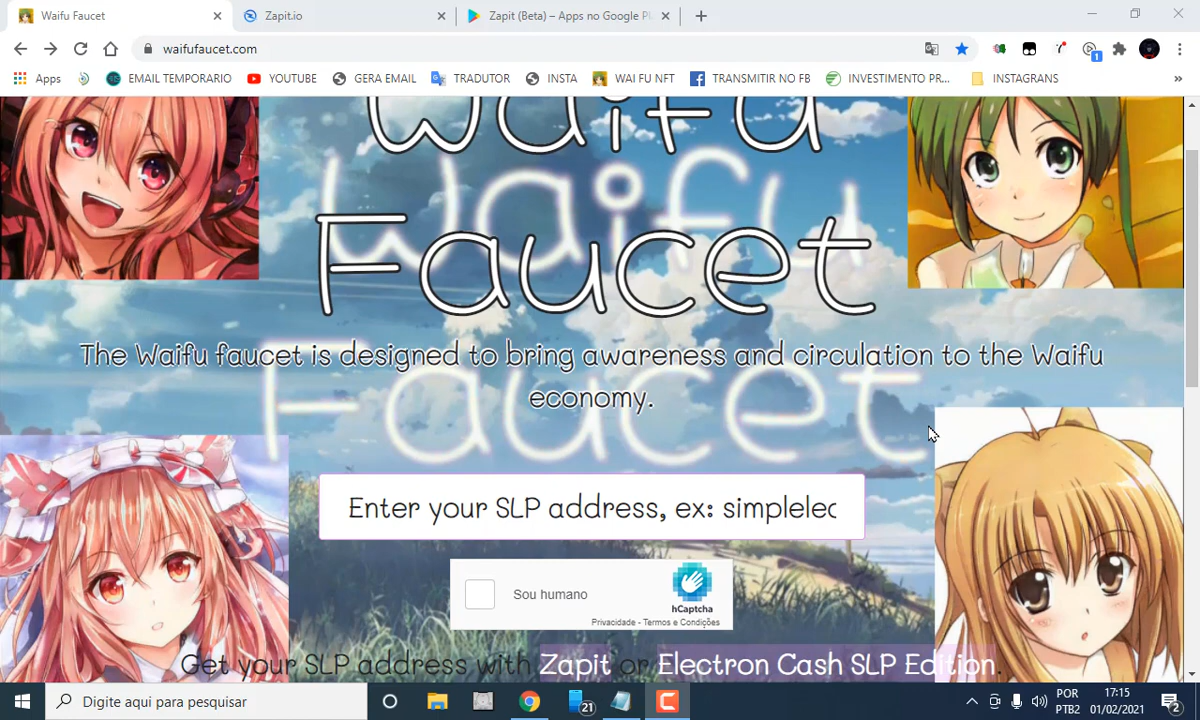 Waifu Faucet
Zapit.io
Zapit (Beta) – Apps no Google Pl
waifufaucet.com
1
Apps
EMAIL TEMPORARIO
YOUTUBE
GERA EMAIL
TRADUTOR
INSTA
WAI FU NFT
TRANSMITIR NO FB
INVESTIMENTO PR...
INSTAGRANS
»
Waifu
Waifu
Faucet
The Waifu faucet is designed to bring awareness and circulation to the Waifu
economy.
Faucet
Enter your SLP address, ex: simplelec
Sou humano
hCaptcha
Privacidade - Termos e Condições
Get your SLP address with Zapit or Electron Cash SLP Edition.
Digite aqui para pesquisar
21
POR
PTB2
17:15
01/02/2021
2